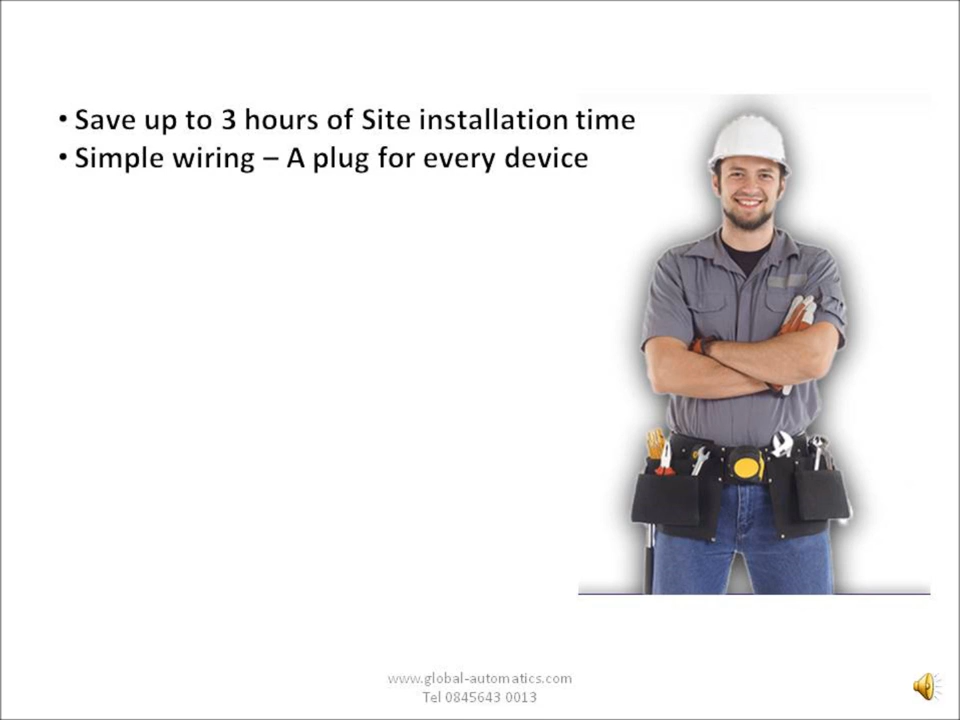 • Save up to 3 hours of Site installation time
• Simple wiring – A plug for every device
www.global-automatics.com
Tel 0845643 0013